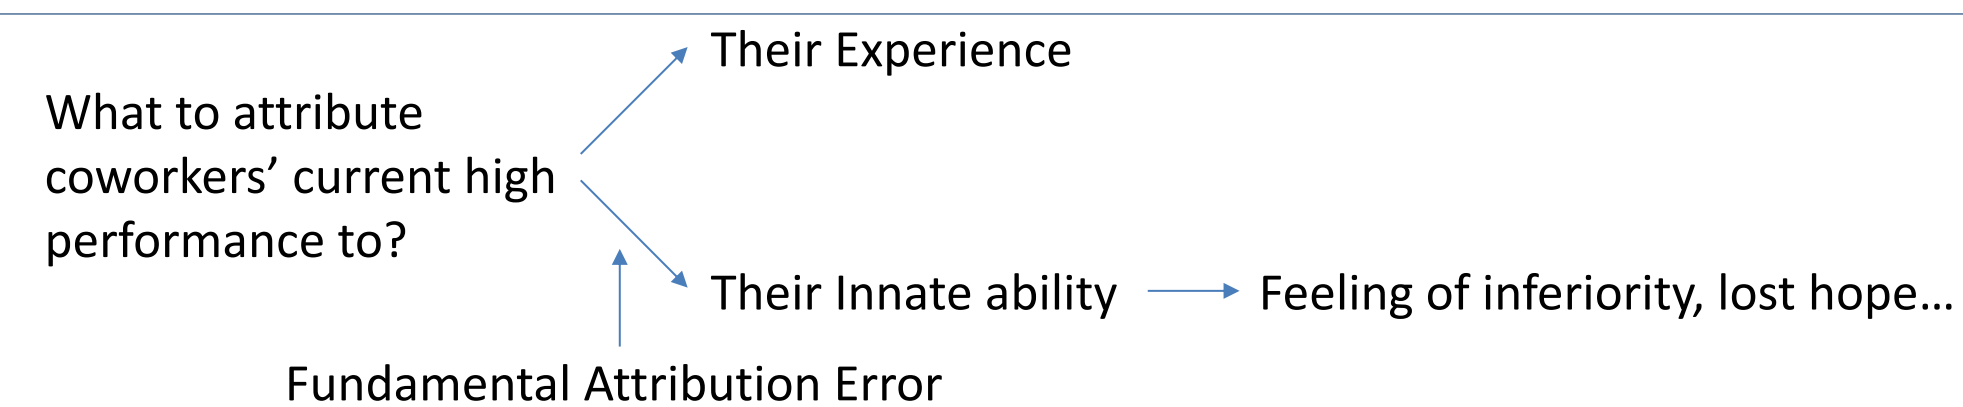 Their Experience
What to attribute
coworkers’ current high
performance to?
Their Innate ability
Feeling of inferiority, lost hope…
Fundamental Attribution Error